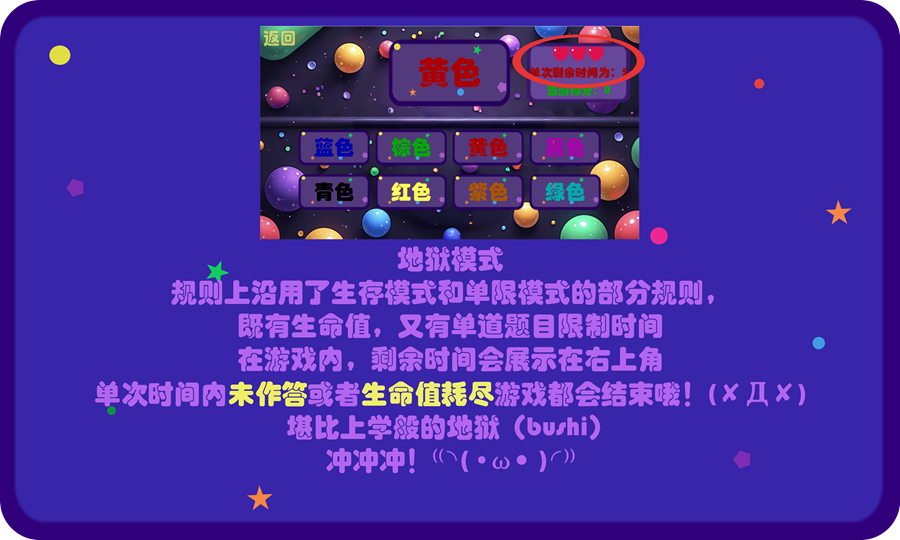 返回
黄色
单次剩余时间为：
蓝色 棕色 黄色 黑色
青色 红色 紫色 绿色
地狱模式
规则上沿用了生存模式和单限模式的部分规则，
既有生命值，又有单道题目限制时间
在游戏内，剩余时间会展示在右上角
单次时间内未作答或者生命值耗尽游戏都会结束哦！(ㄨДㄨ)
堪比上学般的地狱（bushi）
冲冲冲！⸨◝( •ω• )◜⸩